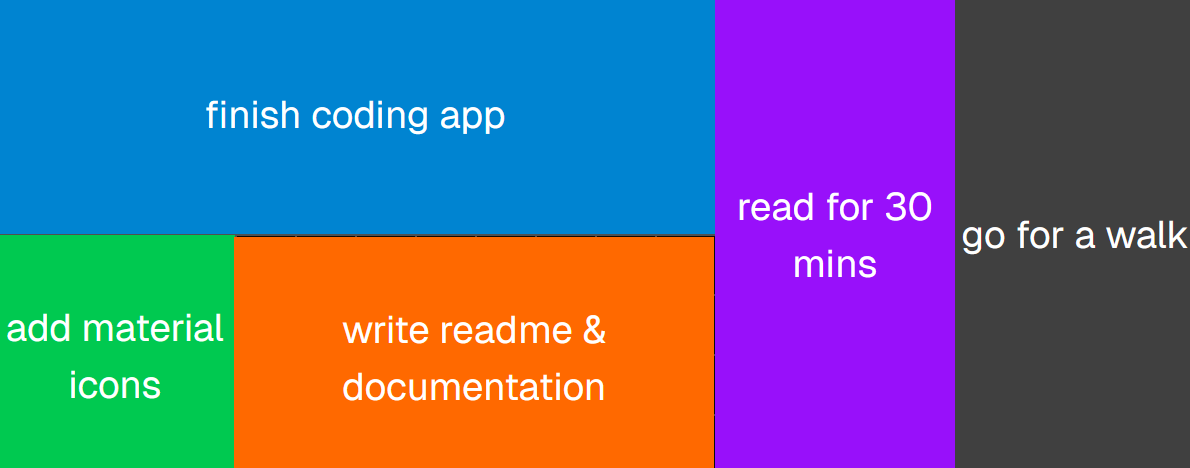 finish coding app
add material
icons
write readme &
documentation
read for 30
mins
go for a walk